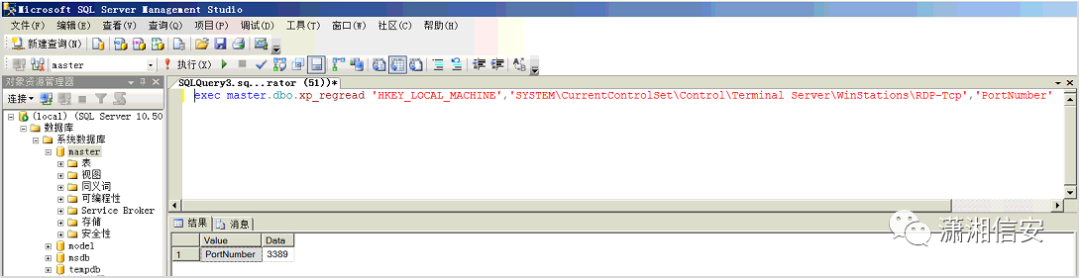 Microsoft SQL Server Management Studio
文件(F) 编辑(E) 查看(V) 查询(Q) 项目(P) 调试(D) 工具(T) 窗口(W) 社区(C) 帮助(H)
新建查询(N)
master 执行(X)
对象资源管理器
连接
(local) (SQL Server 10.50
数据库
系统数据库
master
表
视图
同义词
可编程性
Service Broker
存储
安全性
model
msdb
tempdb
SQLQuery3.sq...rator (51))*
exec master.dbo.xp_regread 'HKEY_LOCAL_MACHINE','SYSTEM\CurrentControlSet\Control\Terminal Server\WinStations\RDP-Tcp','PortNumber'
结果 消息
Value Data
1 PortNumber 3389
潇湘信安